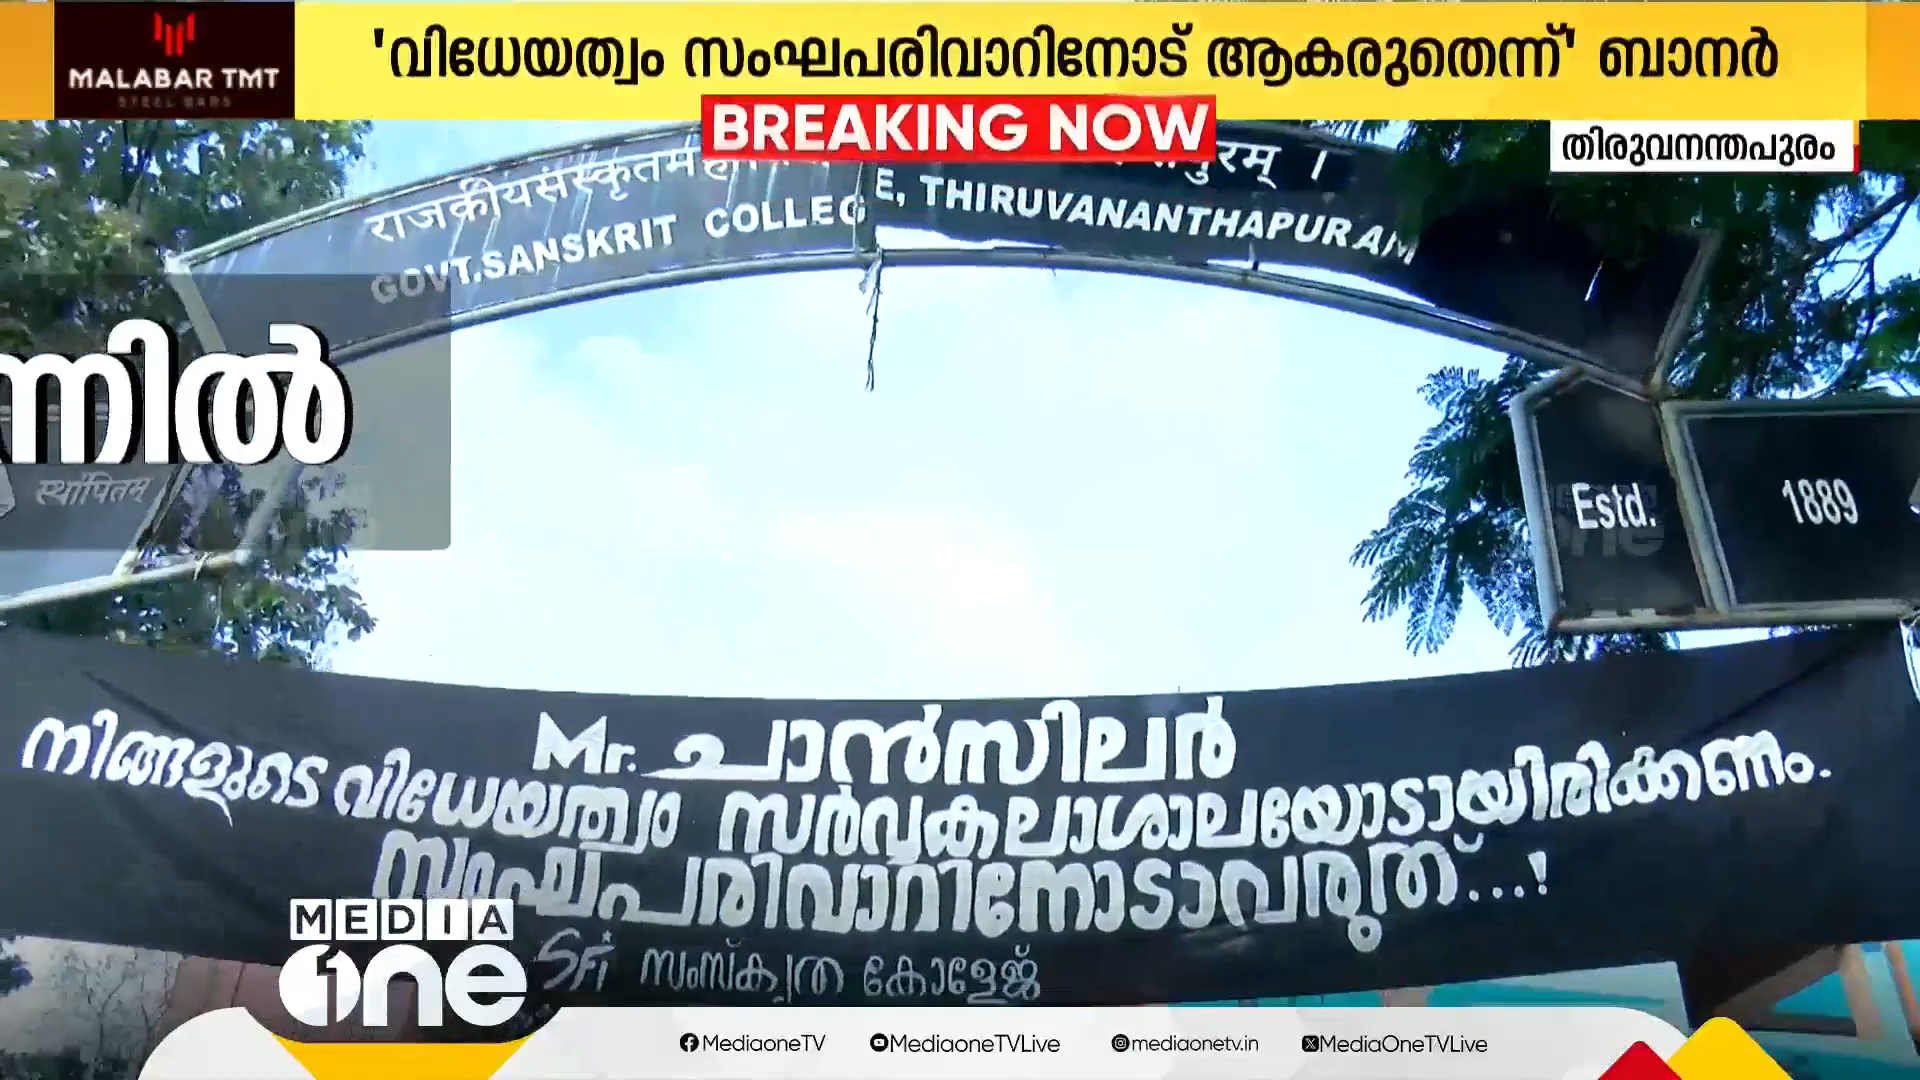 MALABAR TMT
STEEL BARS
'വിധേയത്വം സംഘപരിവാറിനോട് ആകരുതെന്ന്' ബാനർ
BREAKING NOW
തിരുവനന്തപുരം
राजकीयसंस्कृतमहा
GOVT.SANSKRIT COLLEGE, THIRUVANANTHAPURAM
ന്നിൽ
स्थापितम्
Estd. 1889
Mr. ചാൻസിലർ
നിങ്ങളുടെ വിധേയത്വം സർവ്വകലാശാലയോടായിരിക്കണം.
സംഘപരിവാറിനോടാവരുത്...!
SFI സംസ്കൃത കോളേജ്
MEDIA
one
MediaoneTV
MediaoneTVLive
mediaonetv.in
MediaOneTVLive